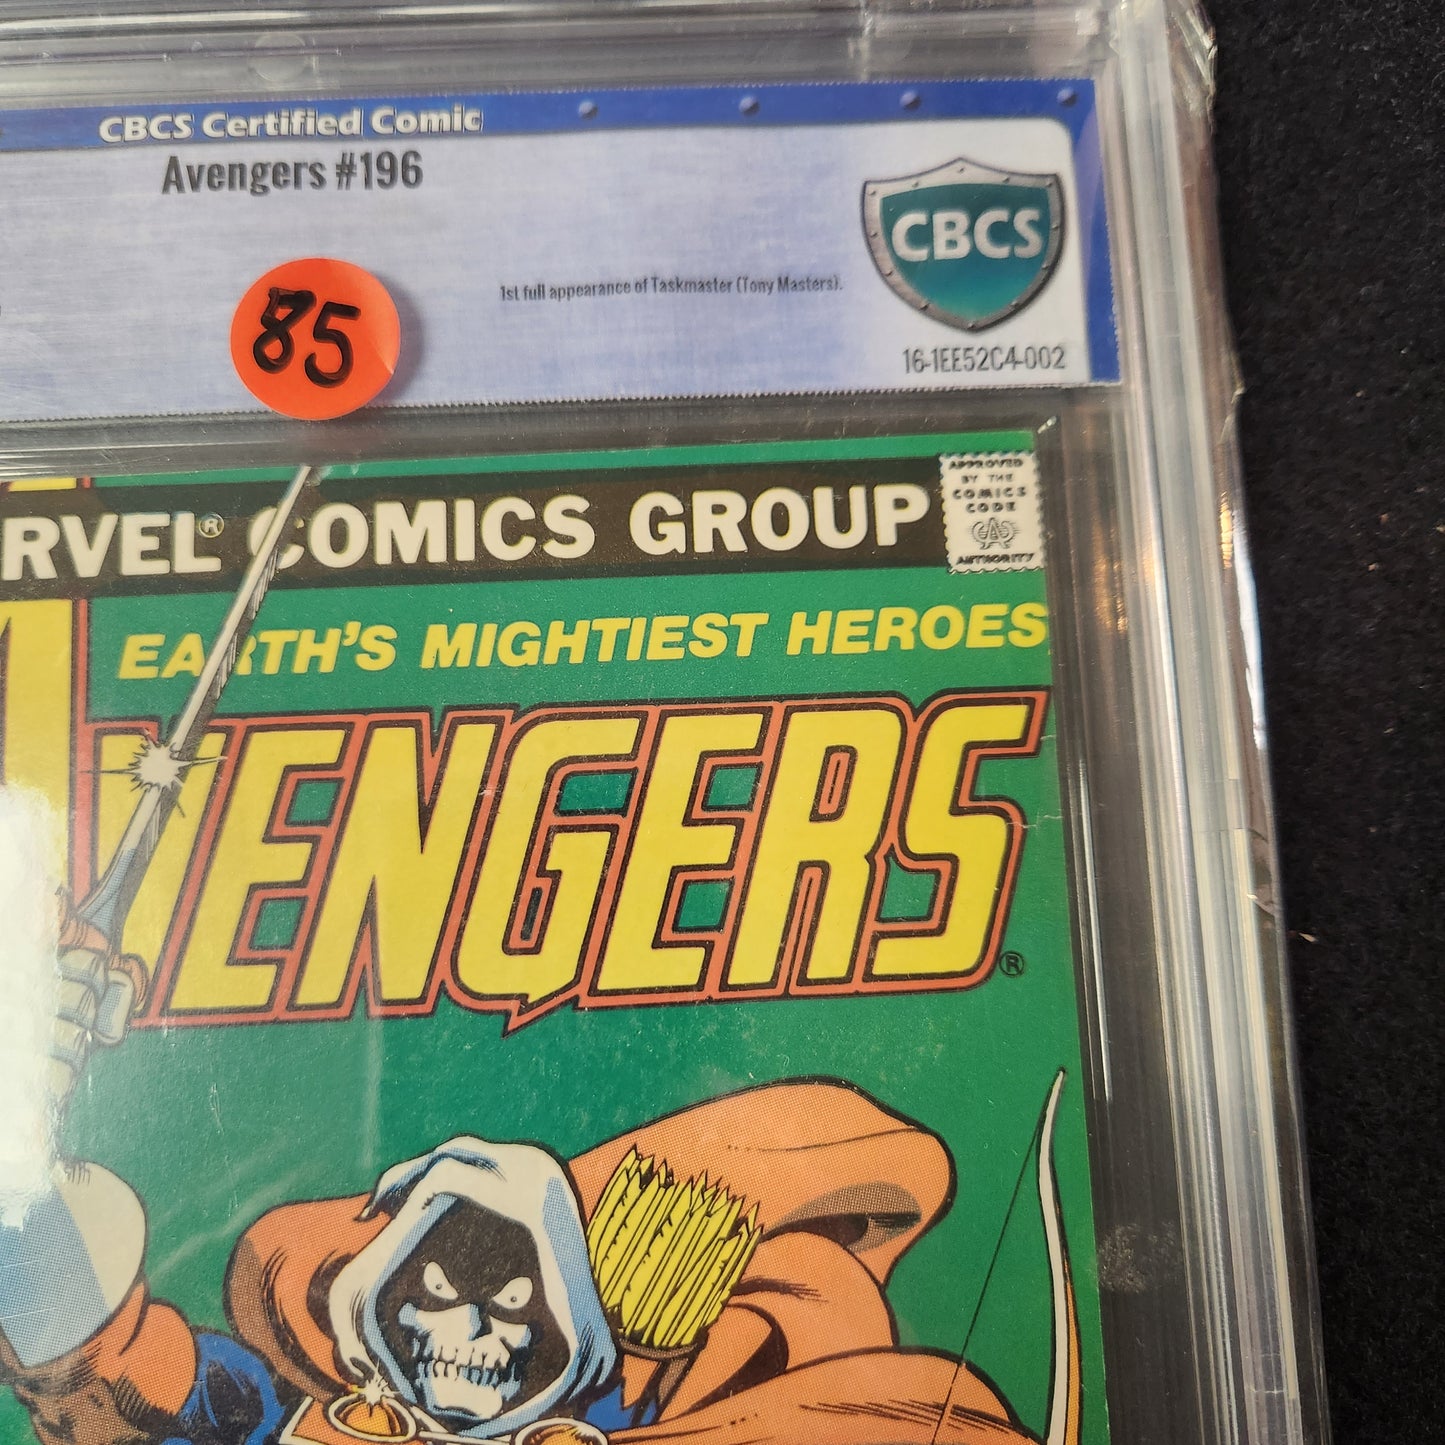 CBCS Certified Comic
Avengers #196
CBCS
1st full appearance of Taskmaster (Tony Masters).
85
16-1EE52C4-002
RVEL® COMICS GROUP
APPROVED
BY THE
COMICS
CODE
AUTHORITY
EARTH'S MIGHTIEST HEROES
AVENGERS®